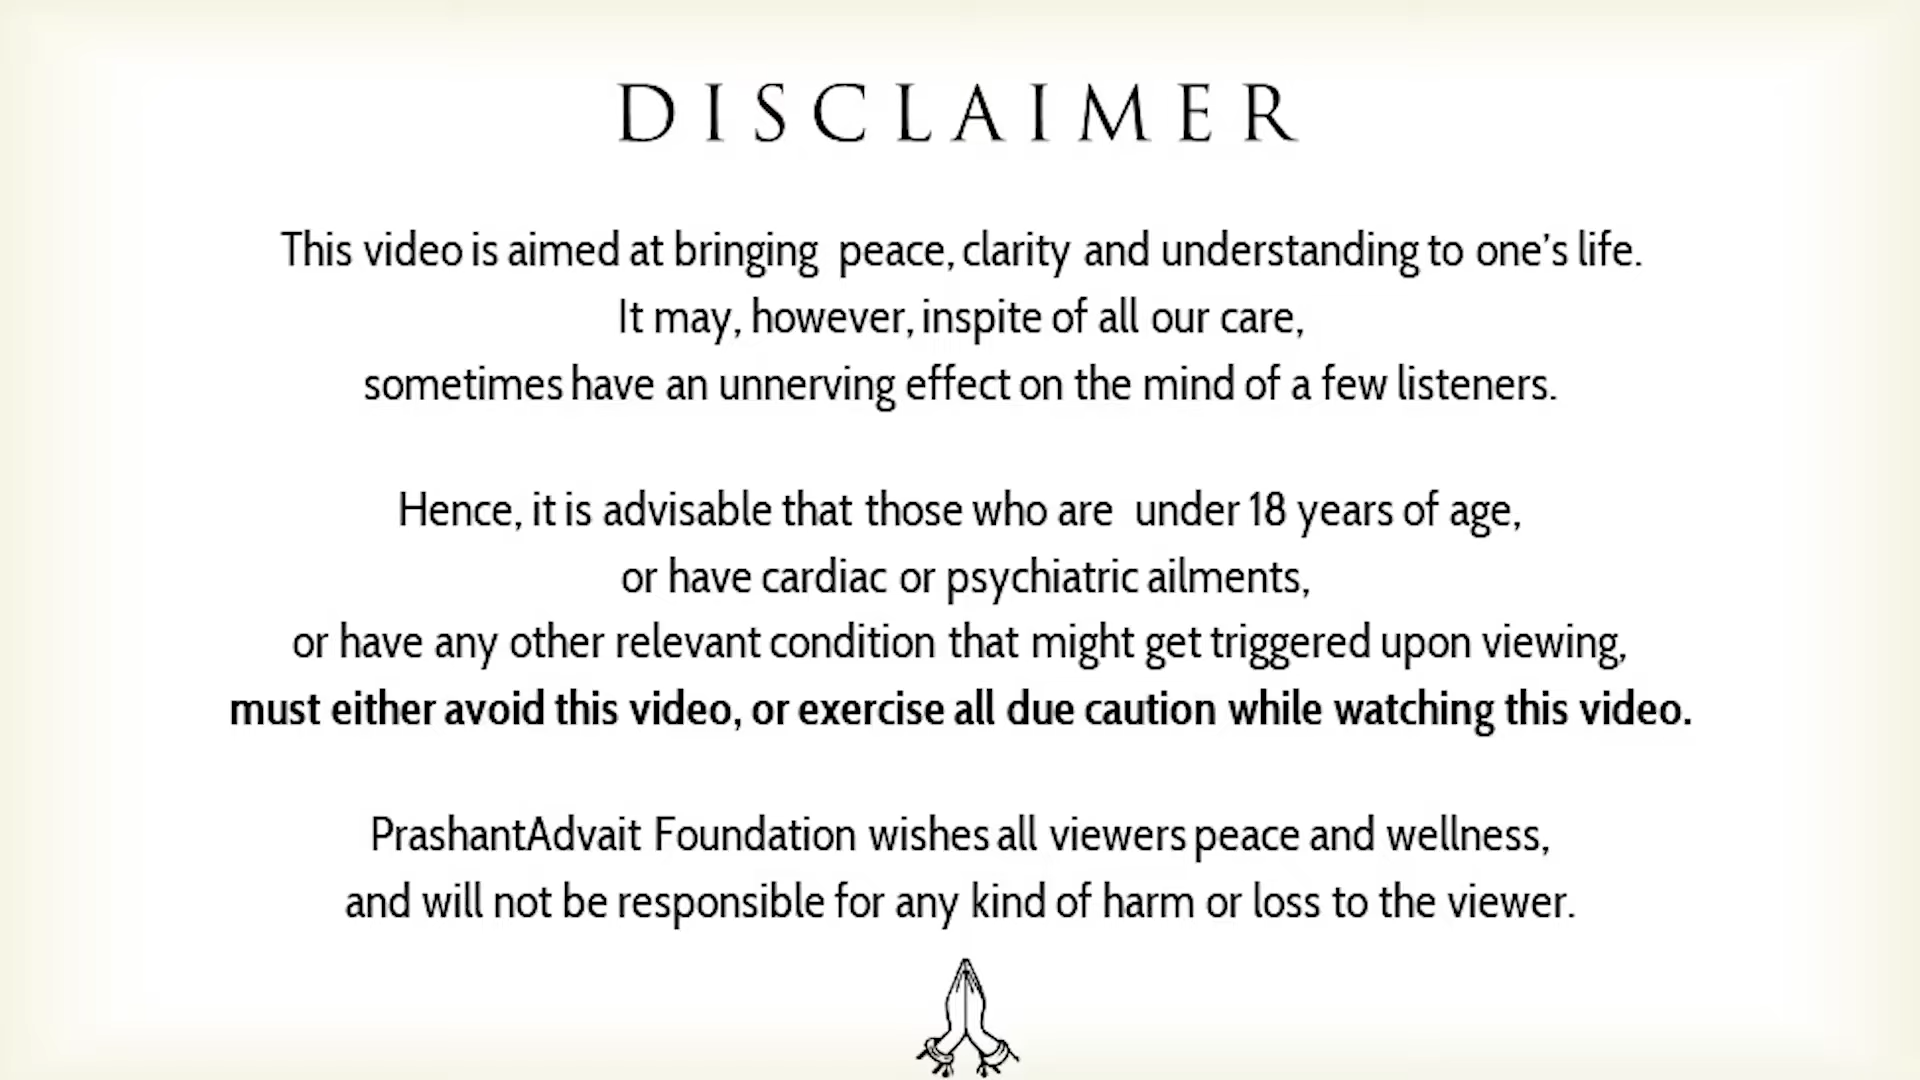 DISCLAIMER
This video is aimed at bringing peace, clarity and understanding to one's life.
It may, however, inspite of all our care,
sometimes have an unnerving effect on the mind of a few listeners.
Hence, it is advisable that those who are under 18 years of age,
or have cardiac or psychiatric ailments,
or have any other relevant condition that might get triggered upon viewing,
must either avoid this video, or exercise all due caution while watching this video.
PrashantAdvait Foundation wishes all viewers peace and wellness,
and will not be responsible for any kind of harm or loss to the viewer.